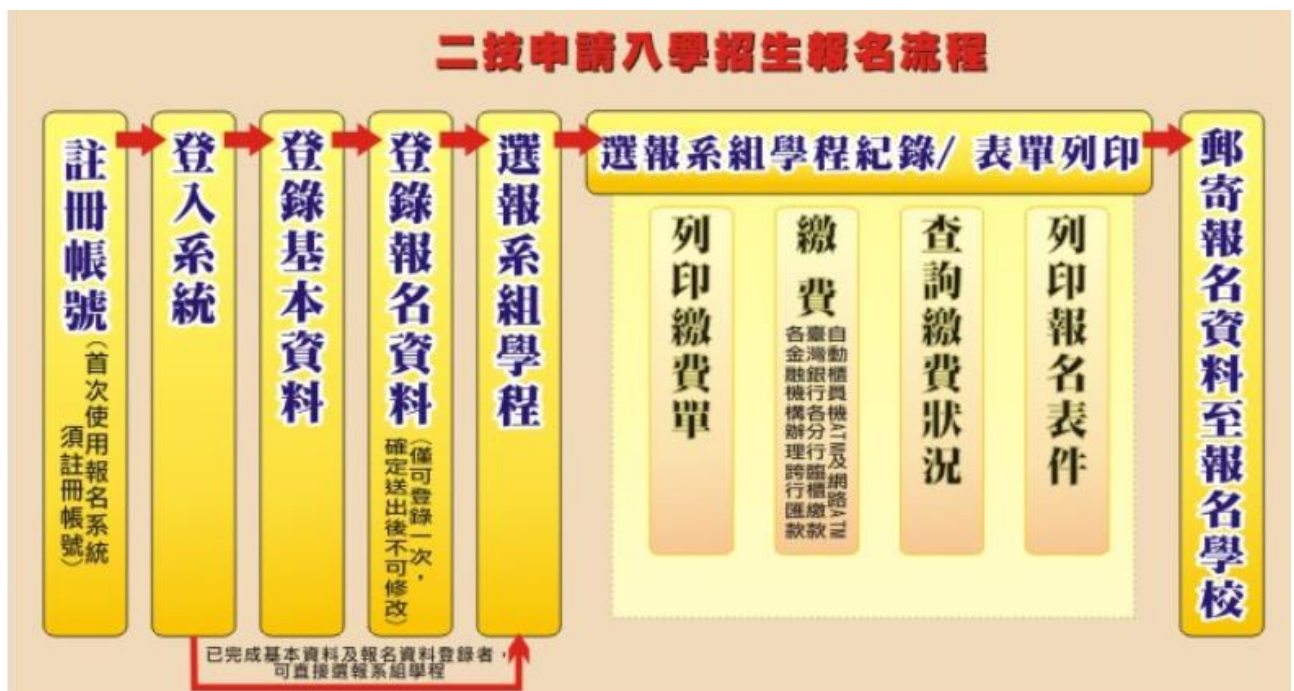 二技申請入學招生報名流程
註冊帳號
(首次使用報名系統
須註冊帳號)
登入系統
登錄基本資料
登錄報名資料
(僅可登錄一次，
確定送出後不可修改)
選報系組學程
已完成基本資料及報名資料登錄者，
可直接選報系組學程
選報系組學程紀錄/ 表單列印
列印繳費單
繳費
自動櫃員機ATM及網路ATM
臺灣銀行各分行臨櫃繳款
各金融機構辦理跨行匯款
查詢繳費狀況
列印報名表件
郵寄報名資料至報名學校